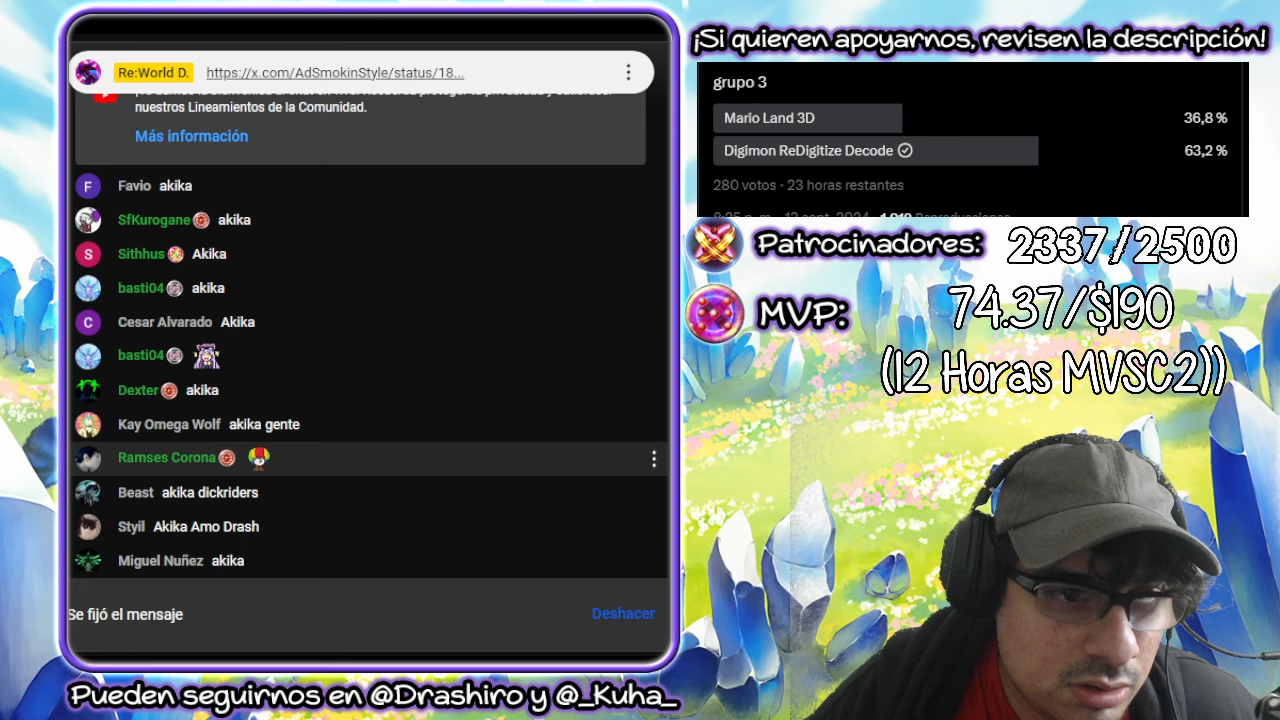 ¡Si quieren apoyarnos, revisen la descripción!
Re:World D. https://x.com/AdSmokinStyle/status/18...
nuestros Lineamientos de la Comunidad.
Más información
F Favio akika
SfKurogane akika
S Sithhus Akika
basti04 akika
C Cesar Alvarado Akika
basti04
Dexter akika
Kay Omega Wolf akika gente
Ramses Corona
Beast akika dickriders
Styil Akika Amo Drash
Miguel Nuñez akika
Se fijó el mensaje Deshacer
Pueden seguirnos en @Drashiro y @_Kuha_
grupo 3
Mario Land 3D 36,8 %
Digimon ReDigitize Decode 63,2 %
280 votos · 23 horas restantes
Patrocinadores: 2337/2500
MVP: 74.37/$190
(12 Horas MVSC2))